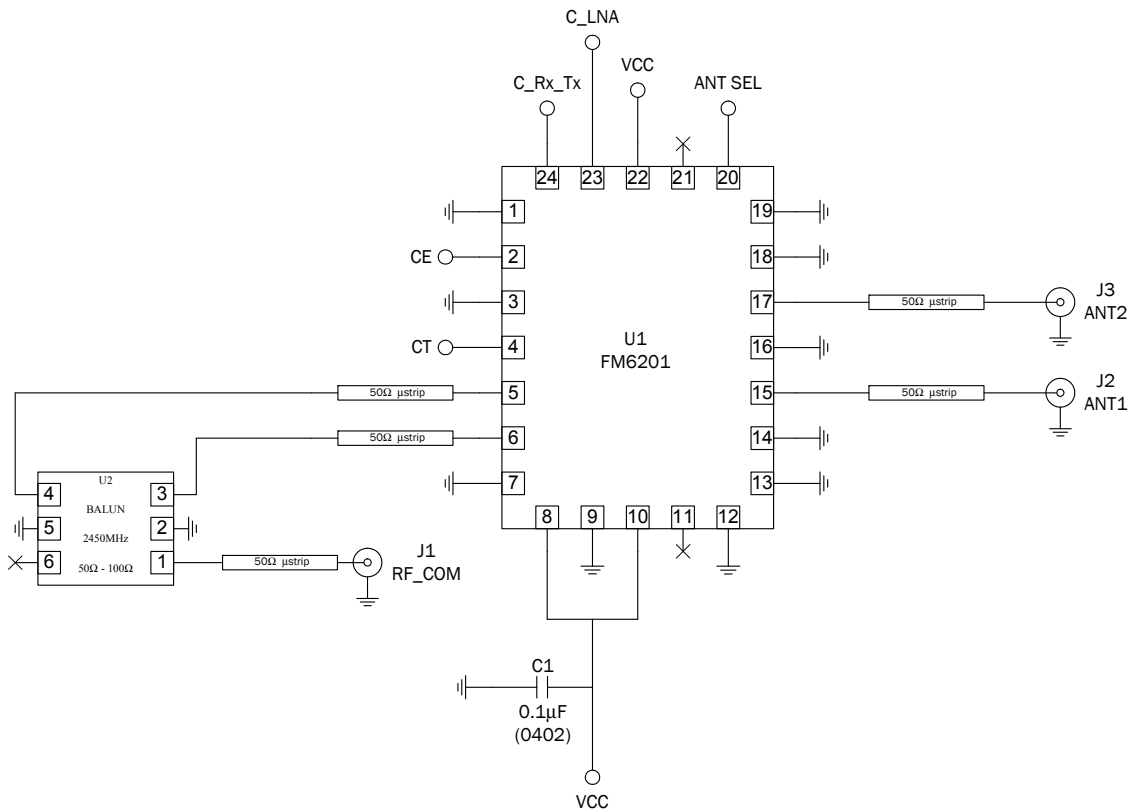 C_LNA
VCC
C_Rx_Tx
ANT SEL
24 23 22 21 20
1
2
3
4
5
6
7
CE
CT
19
18
17
16
15
14
13
U1
FM6201
50Ω µstrip
J3
ANT2
50Ω µstrip
J2
ANT1
50Ω µstrip
50Ω µstrip
8 9 10 11 12
U2
BALUN
2450MHz
50Ω - 100Ω
4
5
6
3
2
1
50Ω µstrip
J1
RF_COM
C1
0.1µF
(0402)
VCC